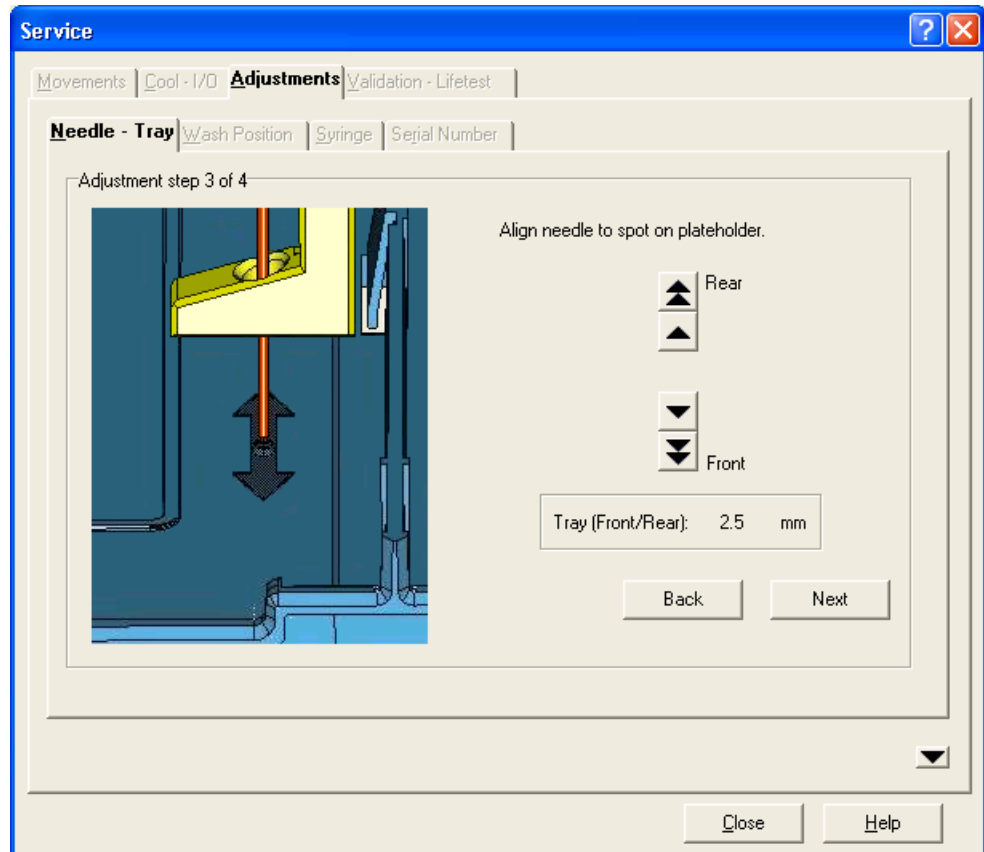 Service
Movements Cool - I/O Adjustments Validation - Lifetest
Needle - Tray Wash Position Syringe Serial Number
Adjustment step 3 of 4
Align needle to spot on plateholder.
Rear
Front
Tray (Front/Rear): 2.5 mm
Back Next
Close Help